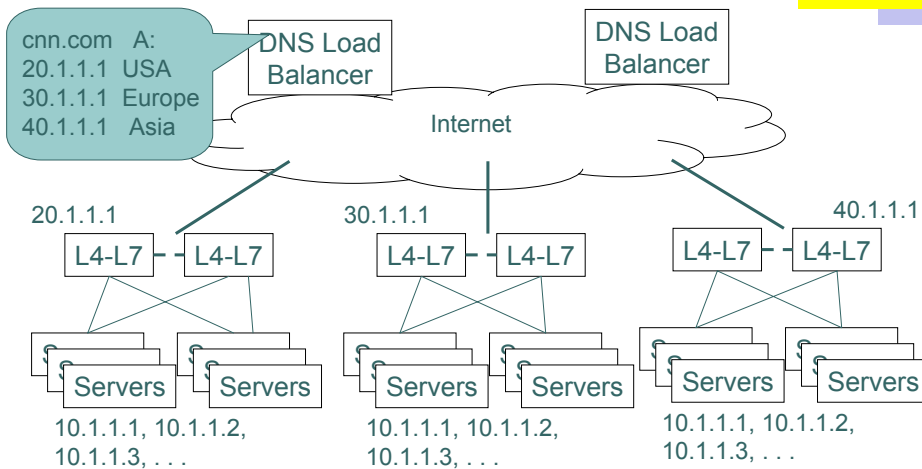 cnn.com A:
20.1.1.1 USA
30.1.1.1 Europe
40.1.1.1 Asia
DNS Load
Balancer
DNS Load
Balancer
Internet
20.1.1.1
30.1.1.1
40.1.1.1
L4-L7
L4-L7
L4-L7
L4-L7
L4-L7
L4-L7
Servers
Servers
Servers
Servers
Servers
Servers
10.1.1.1, 10.1.1.2,
10.1.1.3, . . .
10.1.1.1, 10.1.1.2,
10.1.1.3, . . .
10.1.1.1, 10.1.1.2,
10.1.1.3, . . .